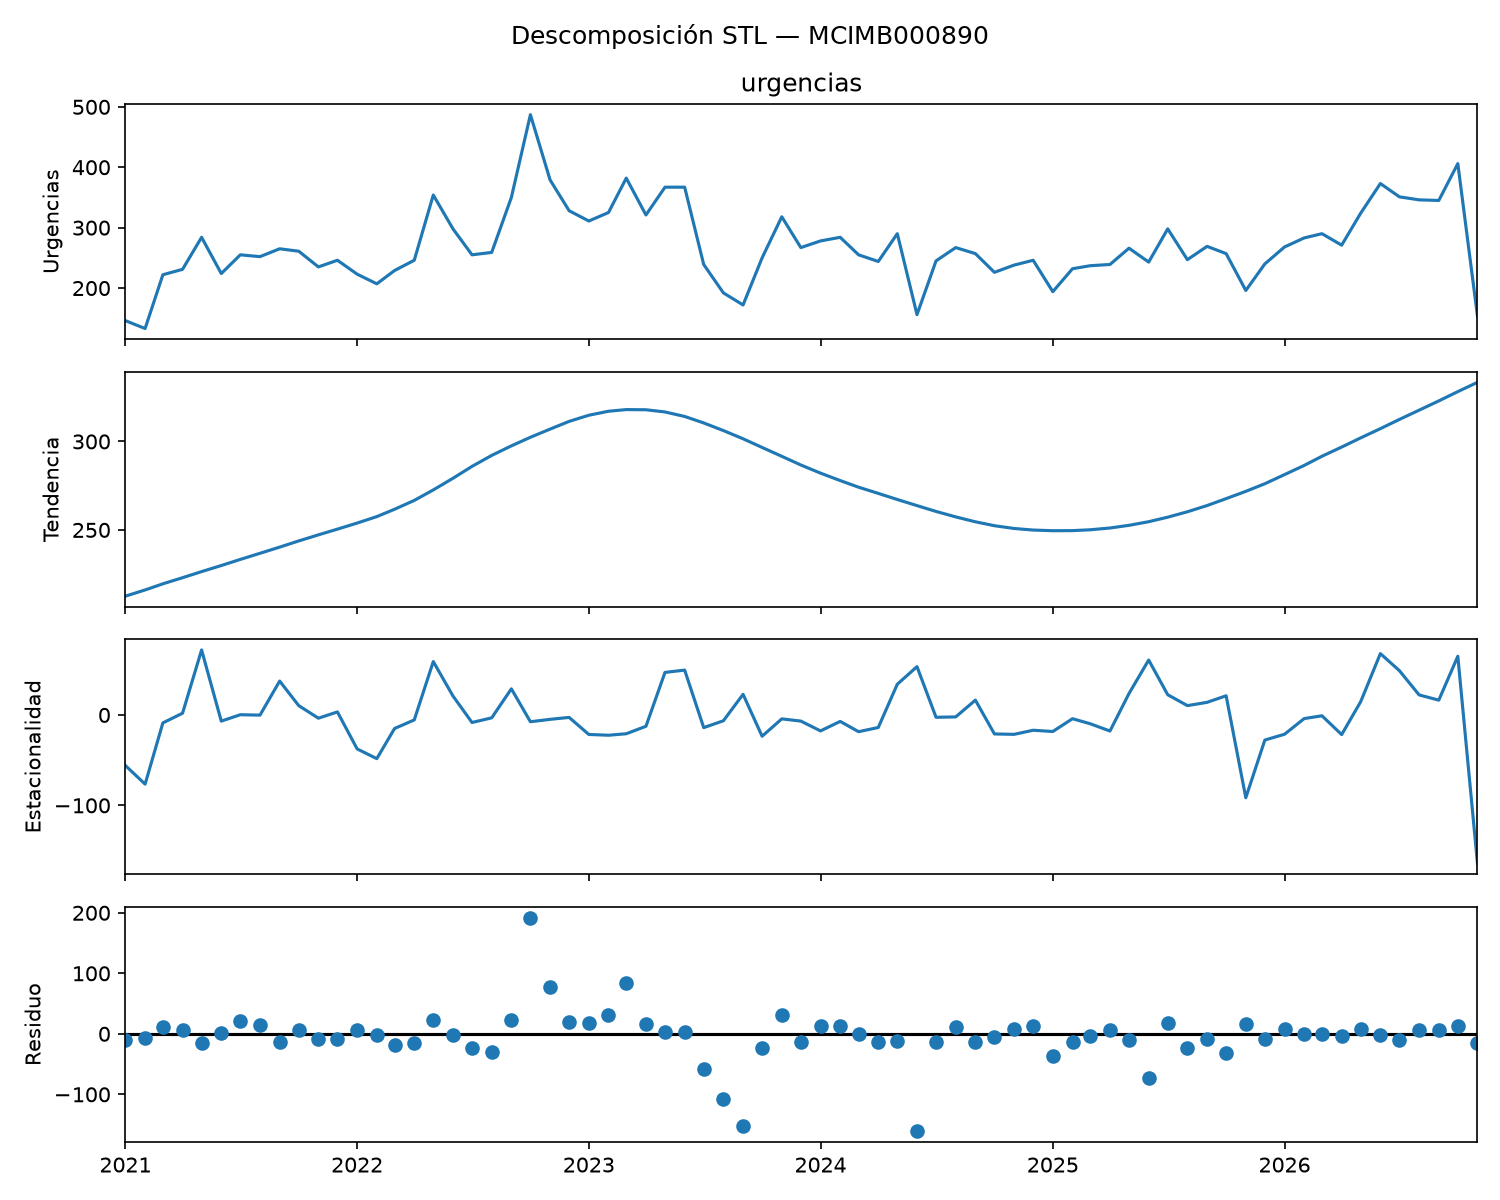 Descomposición STL — MCIMB000890
urgencias
Urgencias
500
400
300
200
Tendencia
300
250
Estacionalidad
0
−100
Residuo
200
100
0
−100
2021 2022 2023 2024 2025 2026